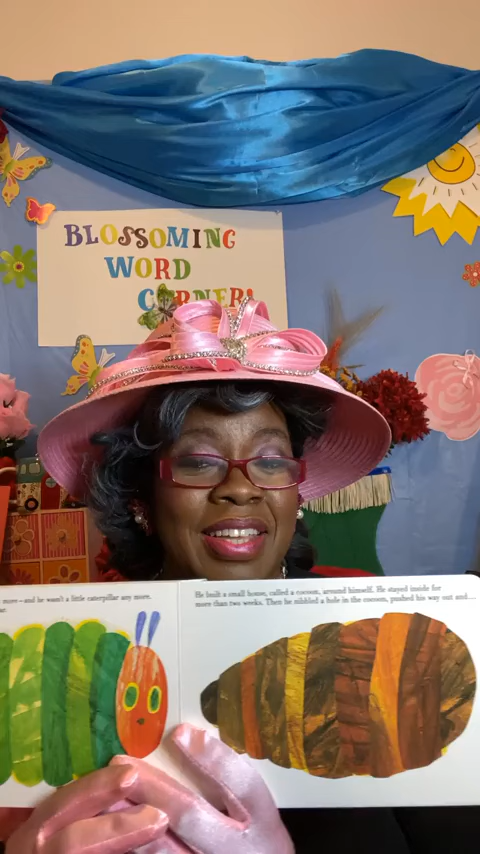 BLOSSOMING
WORD
CORNER!
more—and he wasn't a little caterpillar any more.
He built a small house, called a cocoon, around himself. He stayed inside for
more than two weeks. Then he nibbled a hole in the cocoon, pushed his way out and...